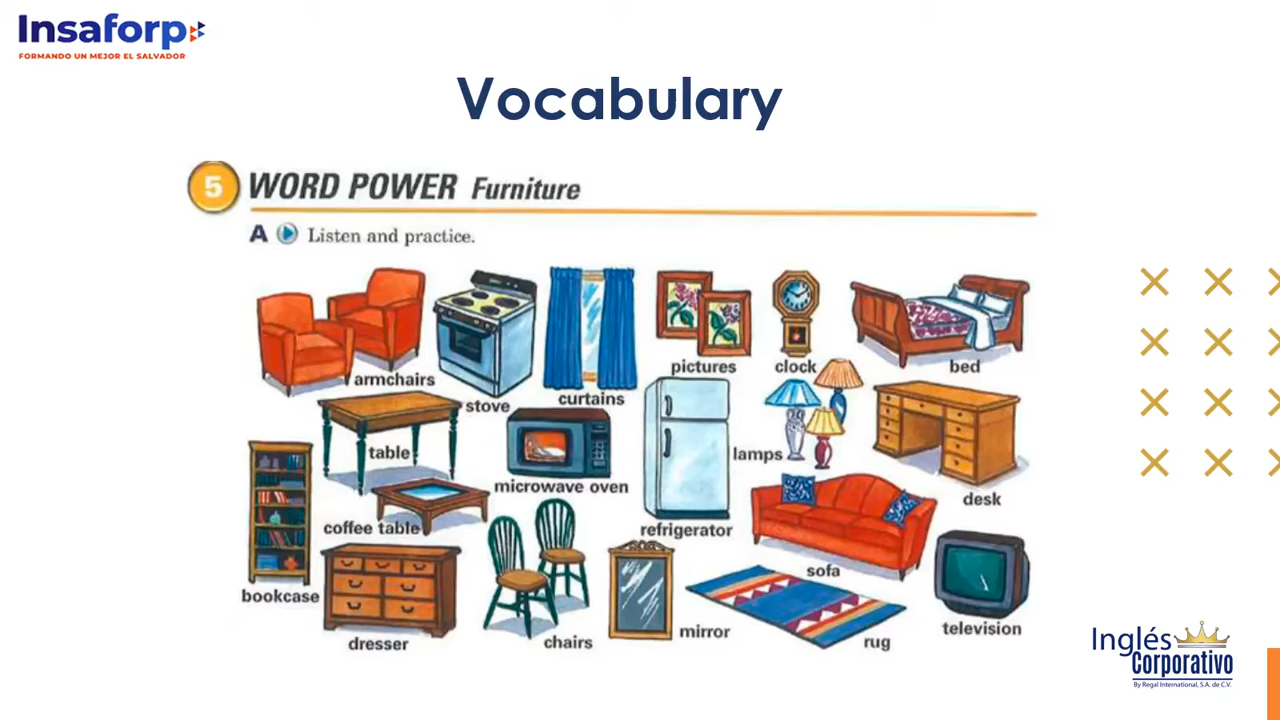 Insaforp
FORMANDO UN MEJOR EL SALVADOR
Vocabulary
5 WORD POWER Furniture
A Listen and practice.
armchairs
stove
curtains
pictures
clock
bed
table
microwave oven
refrigerator
lamps
desk
coffee table
bookcase
dresser
chairs
mirror
sofa
rug
television
Inglés
Corporativo
By Regal International, S.A. de C.V.